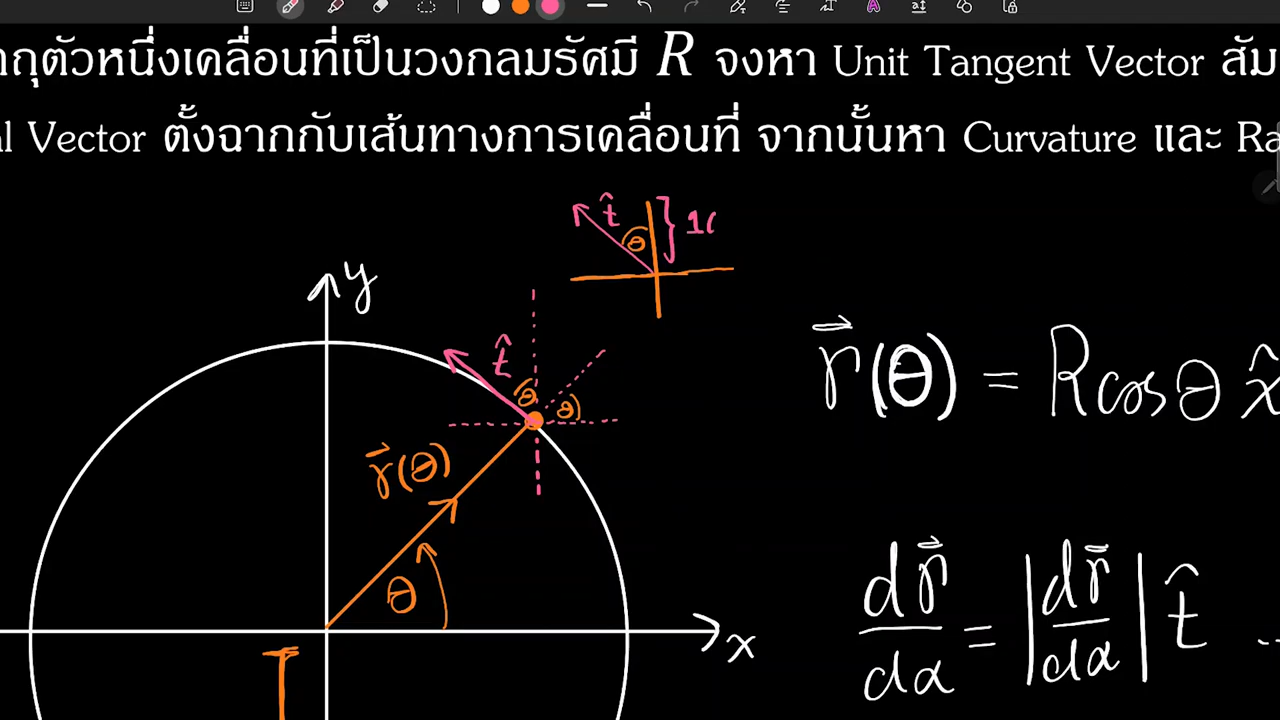 กตัวหนึ่งเคลื่อนที่เป็นวงกลมรัศมี R จงหา Unit Tangent Vector สัม
l Vector ตั้งฉากกับเส้นทางการเคลื่อนที่ จากนั้นหา Curvature และ Ra
t̂ θ } 1(
y
t̂
θ θ
r⃗(θ) = Rcosθ x̂
r⃗(θ)
θ
dr⃗/dα = |dr⃗/dα| t̂ ..
x